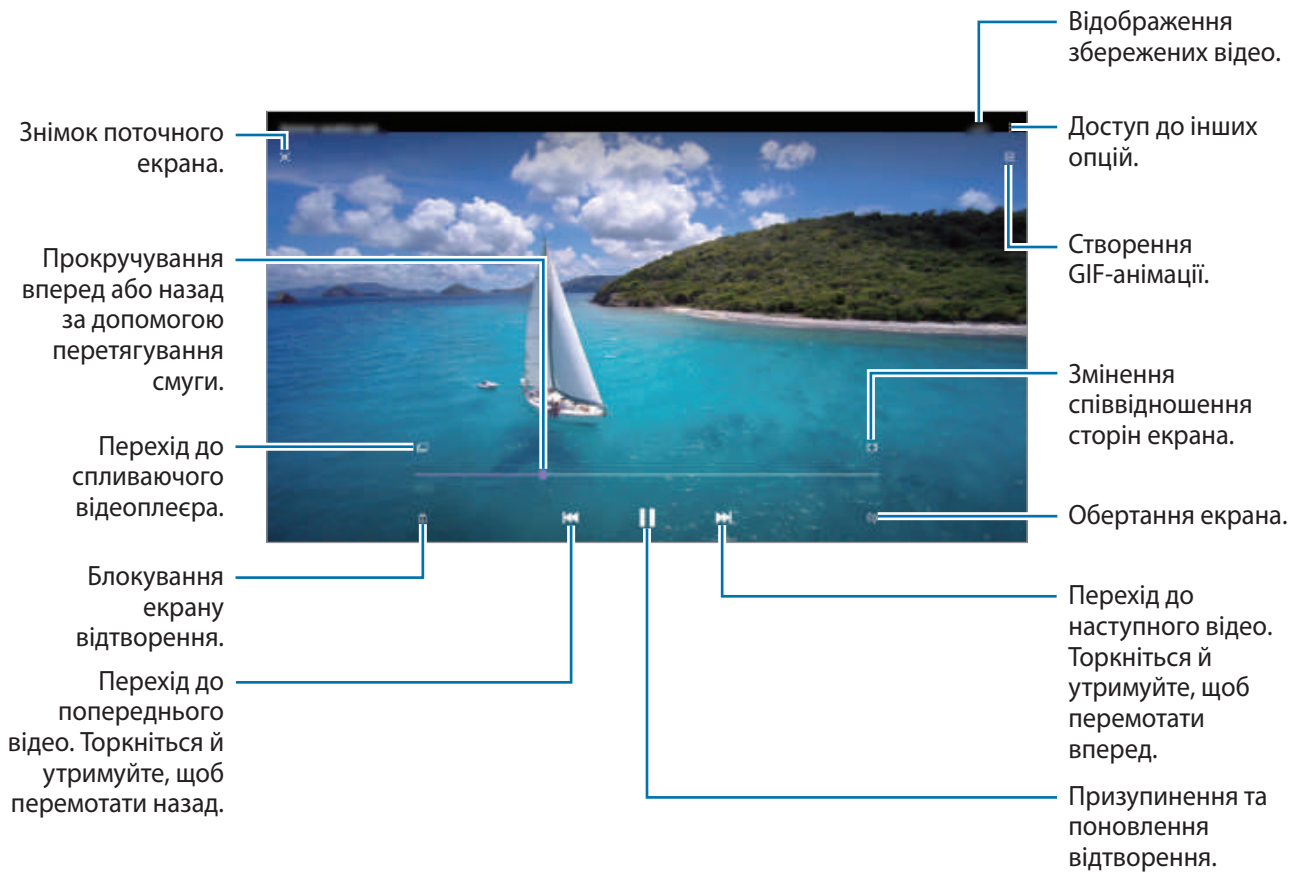 Відображення
збережених відео.
Знімок поточного
екрана.
Доступ до інших
опцій.
Прокручування
вперед або назад
за допомогою
перетягування
смуги.
Створення
GIF-анімації.
Змінення
співвідношення
сторін екрана.
Перехід до
спливаючого
відеоплеєра.
Обертання екрана.
Блокування
екрану
відтворення.
Перехід до
наступного відео.
Торкніться й
утримуйте, щоб
перемотати
вперед.
Перехід до
попереднього
відео. Торкніться й
утримуйте, щоб
перемотати назад.
Призупинення та
поновлення
відтворення.